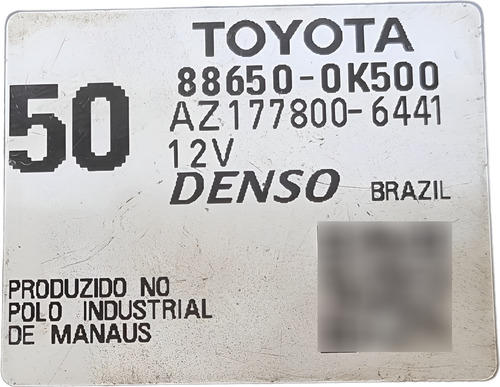 TOYOTA
88650-0K500
50
AZ177800-6441
12V
DENSO BRAZIL
PRODUZIDO NO
POLO INDUSTRIAL
DE MANAUS